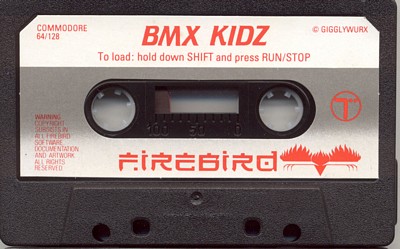 COMMODORE
64/128
BMX KIDZ
© GIGGLYWURX
To load: hold down SHIFT and press RUN/STOP
T
100 50
WARNING
COPYRIGHT
SUBSISTS IN
ALL FIREBIRD
SOFTWARE,
DOCUMENTATION
AND ARTWORK
ALL RIGHTS
RESERVED
FIREBIRD